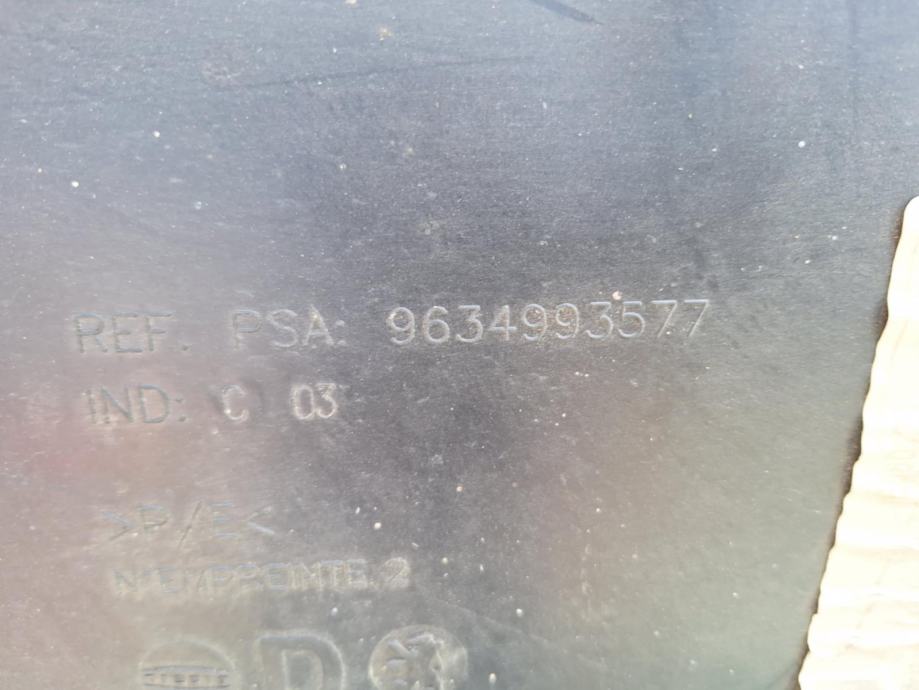 REF. PSA: 9634993577
IND: C 03
>P/E<
N°EMPREINTE.2
D